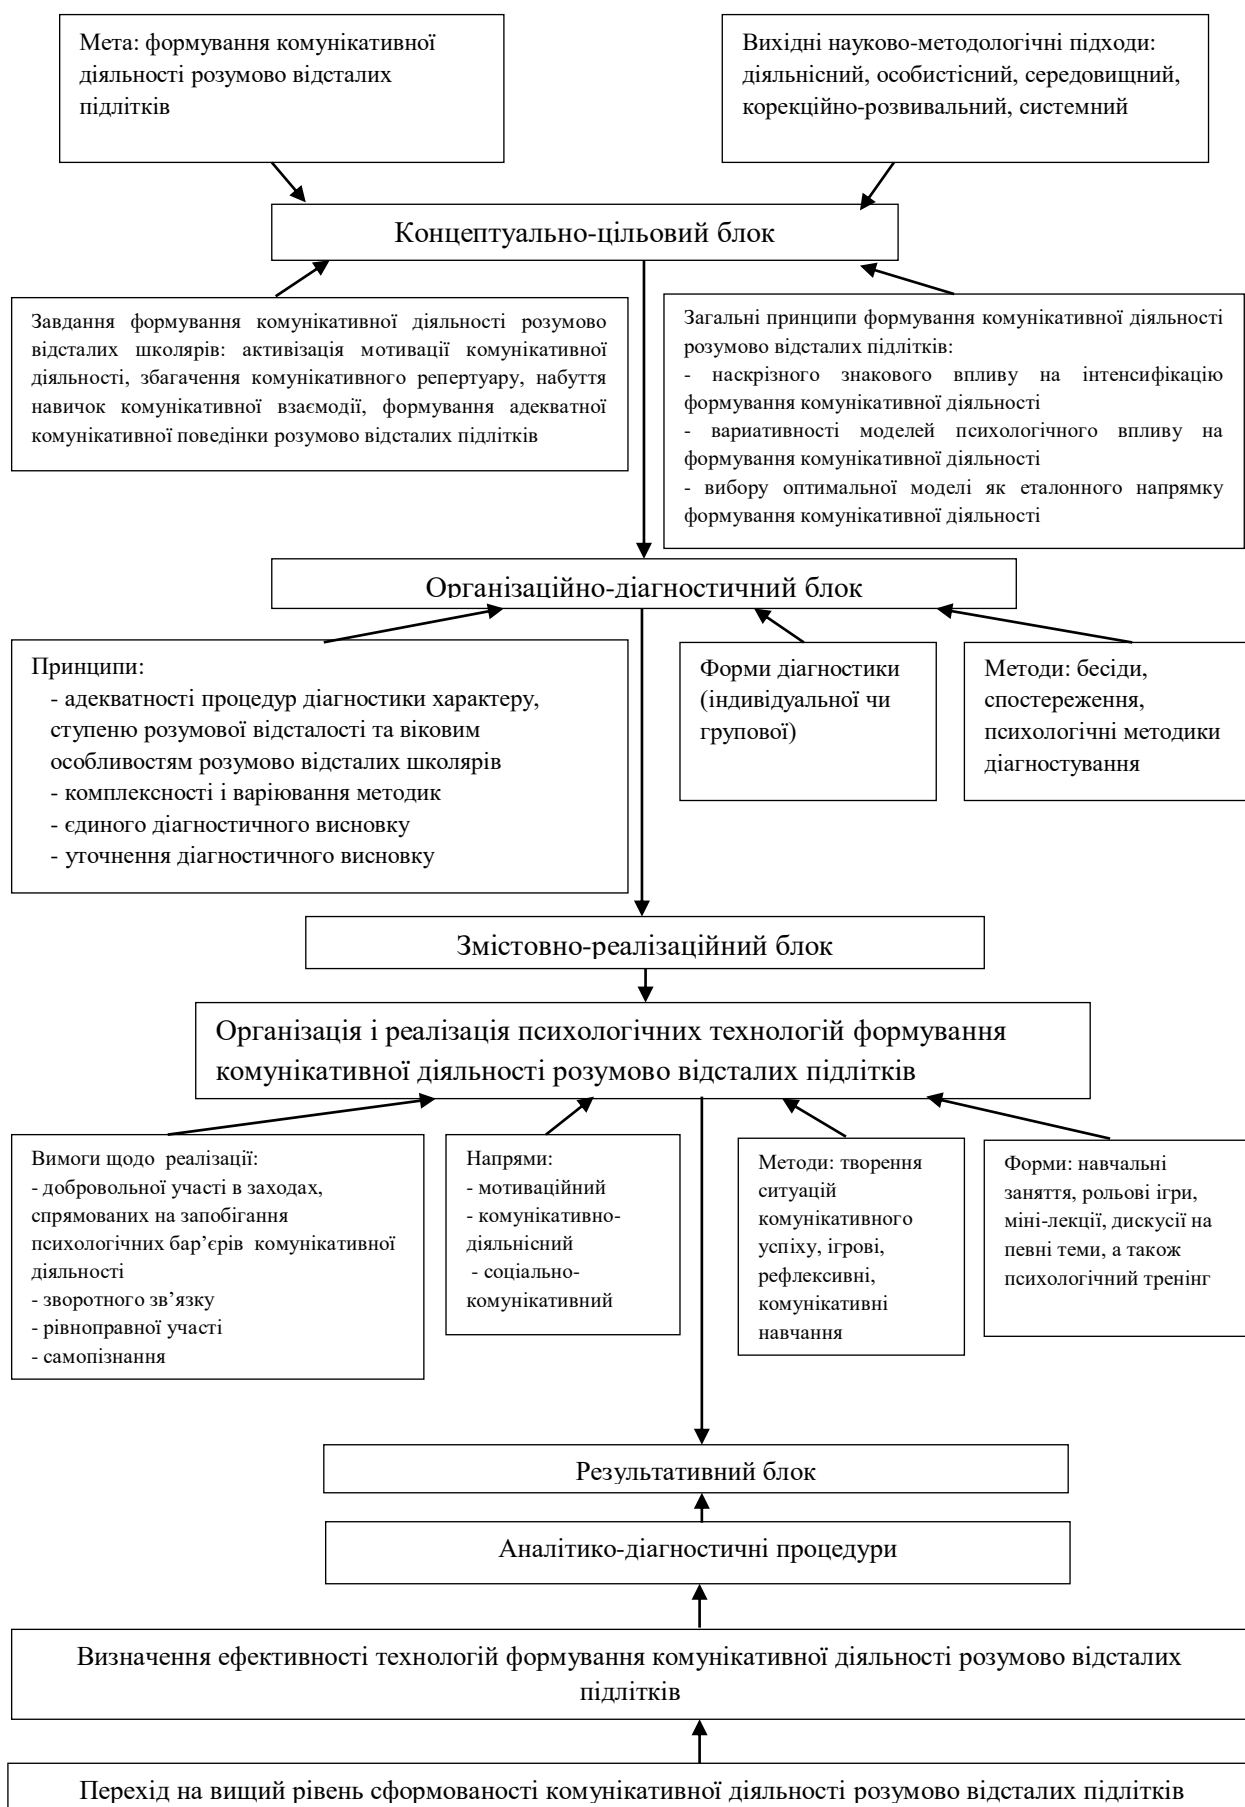 Мета: формування комунікативної
діяльності розумово відсталих
підлітків
Вихідні науково-методологічні підходи:
діяльнісний, особистісний, середовищний,
корекційно-розвивальний, системний
Концептуально-цільовий блок
Завдання формування комунікативної діяльності розумово
відсталих школярів: активізація мотивації комунікативної
діяльності, збагачення комунікативного репертуару, набуття
навичок комунікативної взаємодії, формування адекватної
комунікативної поведінки розумово відсталих підлітків
Загальні принципи формування комунікативної діяльності
розумово відсталих підлітків:
- наскрізного знакового впливу на інтенсифікацію
формування комунікативної діяльності
- вариативності моделей психологічного впливу на
формування комунікативної діяльності
- вибору оптимальної моделі як еталонного напрямку
формування комунікативної діяльності
Організаційно-діагностичний блок
Принципи:
- адекватності процедур діагностики характеру,
ступеню розумової відсталості та віковим
особливостям розумово відсталих школярів
- комплексності і варіювання методик
- єдиного діагностичного висновку
- уточнення діагностичного висновку
Форми діагностики
(індивідуальної чи
групової)
Методи: бесіди,
спостереження,
психологічні методики
діагностування
Змістовно-реалізаційний блок
Організація і реалізація психологічних технологій формування
комунікативної діяльності розумово відсталих підлітків
Вимоги щодо реалізації:
- добровольної участі в заходах,
спрямованих на запобігання
психологічних бар’єрів комунікативної
діяльності
- зворотного зв’язку
- рівноправної участі
- самопізнання
Напрями:
- мотиваційний
- комунікативно-
діяльнісний
- соціально-
комунікативний
Методи: творення
ситуацій
комунікативного
успіху, ігрові,
рефлексивні,
комунікативні
навчання
Форми: навчальні
заняття, рольові ігри,
міні-лекції, дискусії на
певні теми, а також
психологічний тренінг
Результативний блок
Аналітико-діагностичні процедури
Визначення ефективності технологій формування комунікативної діяльності розумово відсталих
підлітків
Перехід на вищий рівень сформованості комунікативної діяльності розумово відсталих підлітків